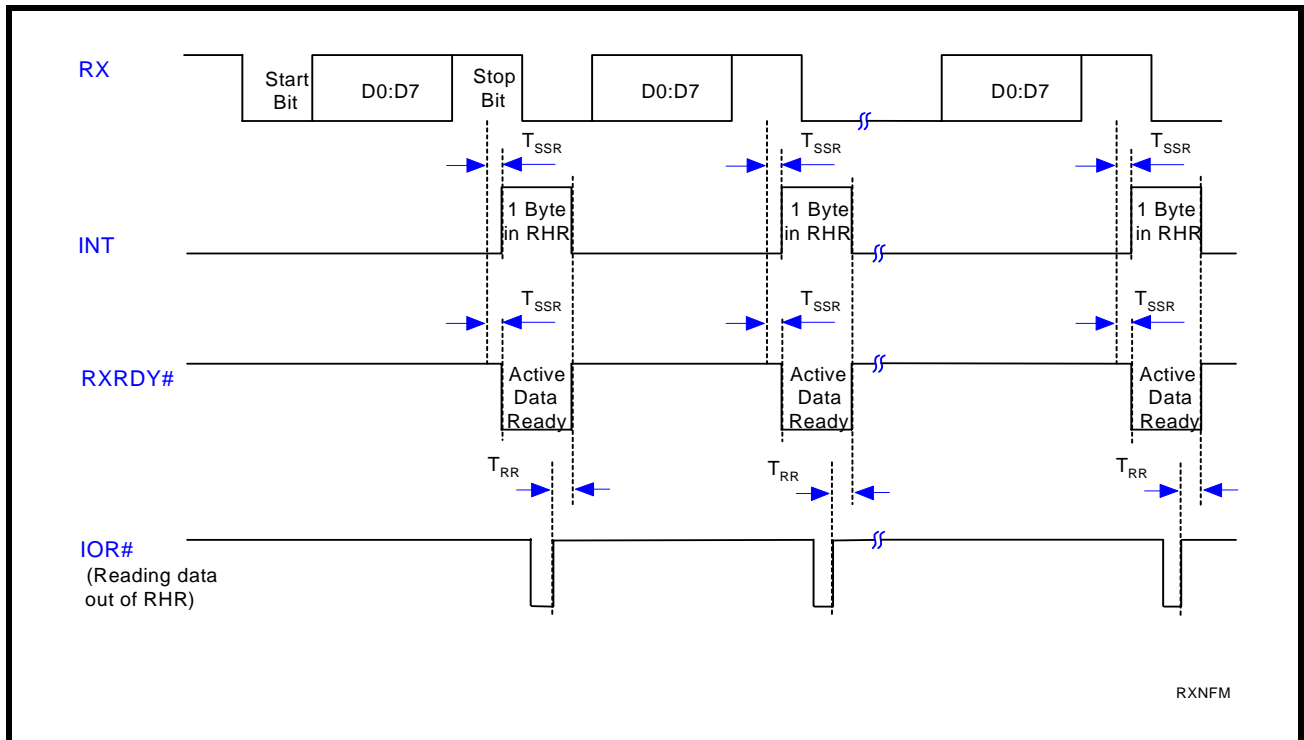 RX
Start
Bit
D0:D7
Stop
Bit
D0:D7
D0:D7
TSSR
TSSR
TSSR
INT
1 Byte
in RHR
1 Byte
in RHR
1 Byte
in RHR
TSSR
TSSR
TSSR
RXRDY#
Active
Data
Ready
Active
Data
Ready
Active
Data
Ready
TRR
TRR
TRR
IOR#
(Reading data
out of RHR)
RXNFM